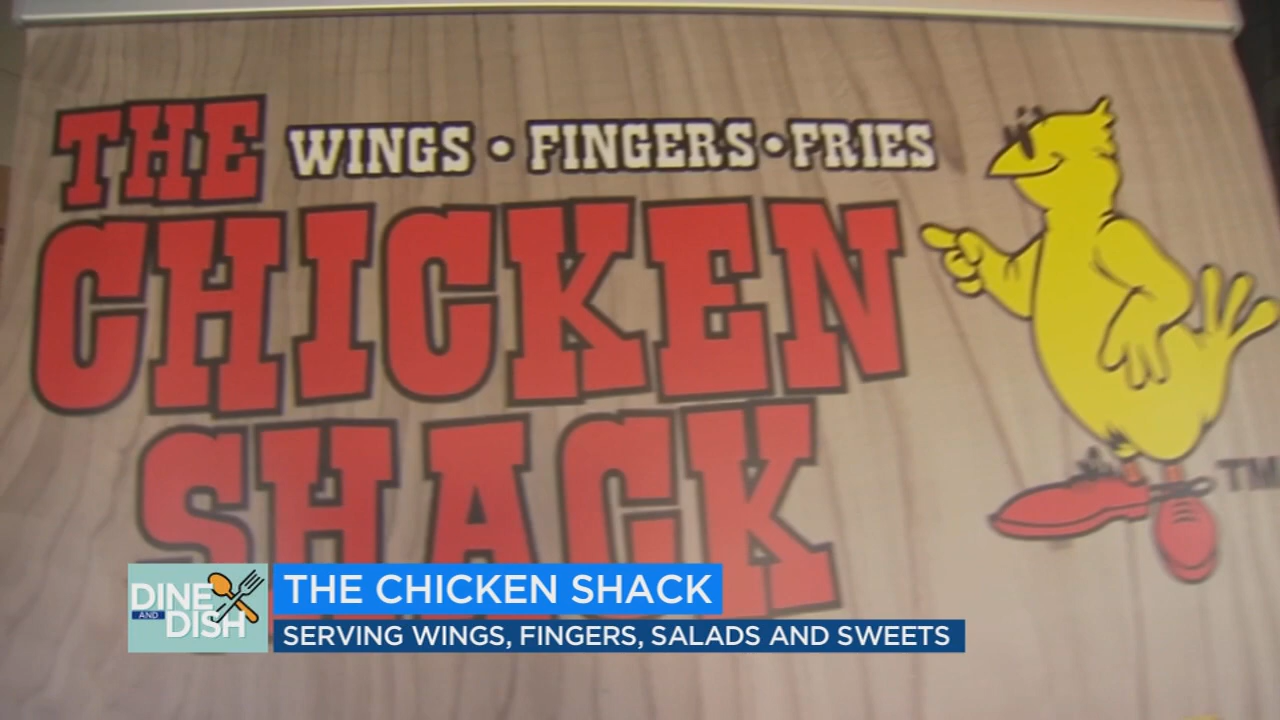 THE WINGS • FINGERS • FRIES
CHICKEN
SHACK
TM
DINE
AND
DISH
THE CHICKEN SHACK
SERVING WINGS, FINGERS, SALADS AND SWEETS